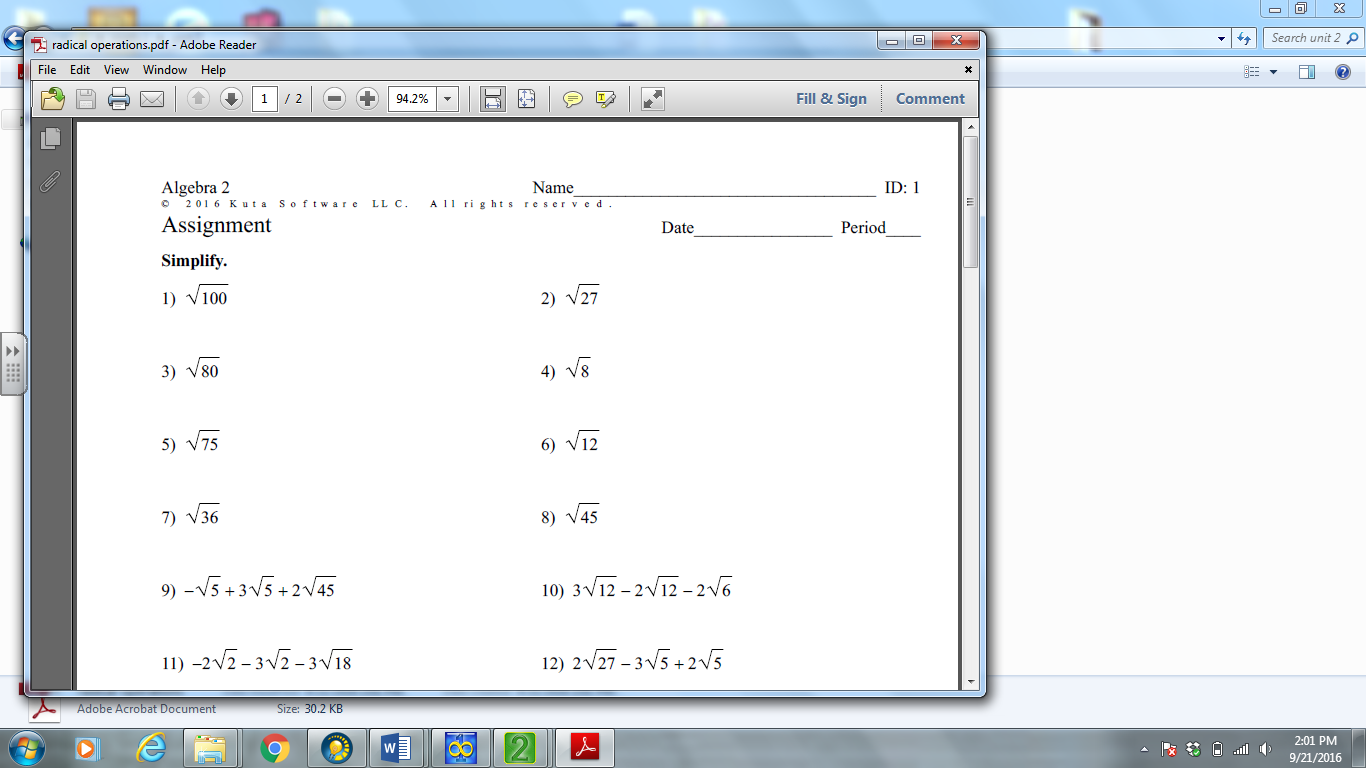 radical operations.pdf - Adobe Reader
Search unit 2
File Edit View Window Help
1 / 2 94.2% Fill & Sign Comment
Algebra 2 Name___________________________________ ID: 1
© 2016 Kuta Software LLC. All rights reserved.
Assignment Date________________ Period____
Simplify.
1) √100 2) √27
3) √80 4) √8
5) √75 6) √12
7) √36 8) √45
9) −√5 + 3√5 + 2√45 10) 3√12 − 2√12 − 2√6
11) −2√2 − 3√2 − 3√18 12) 2√27 − 3√5 + 2√5
Adobe Acrobat Document Size: 30.2 KB
2:01 PM
9/21/2016